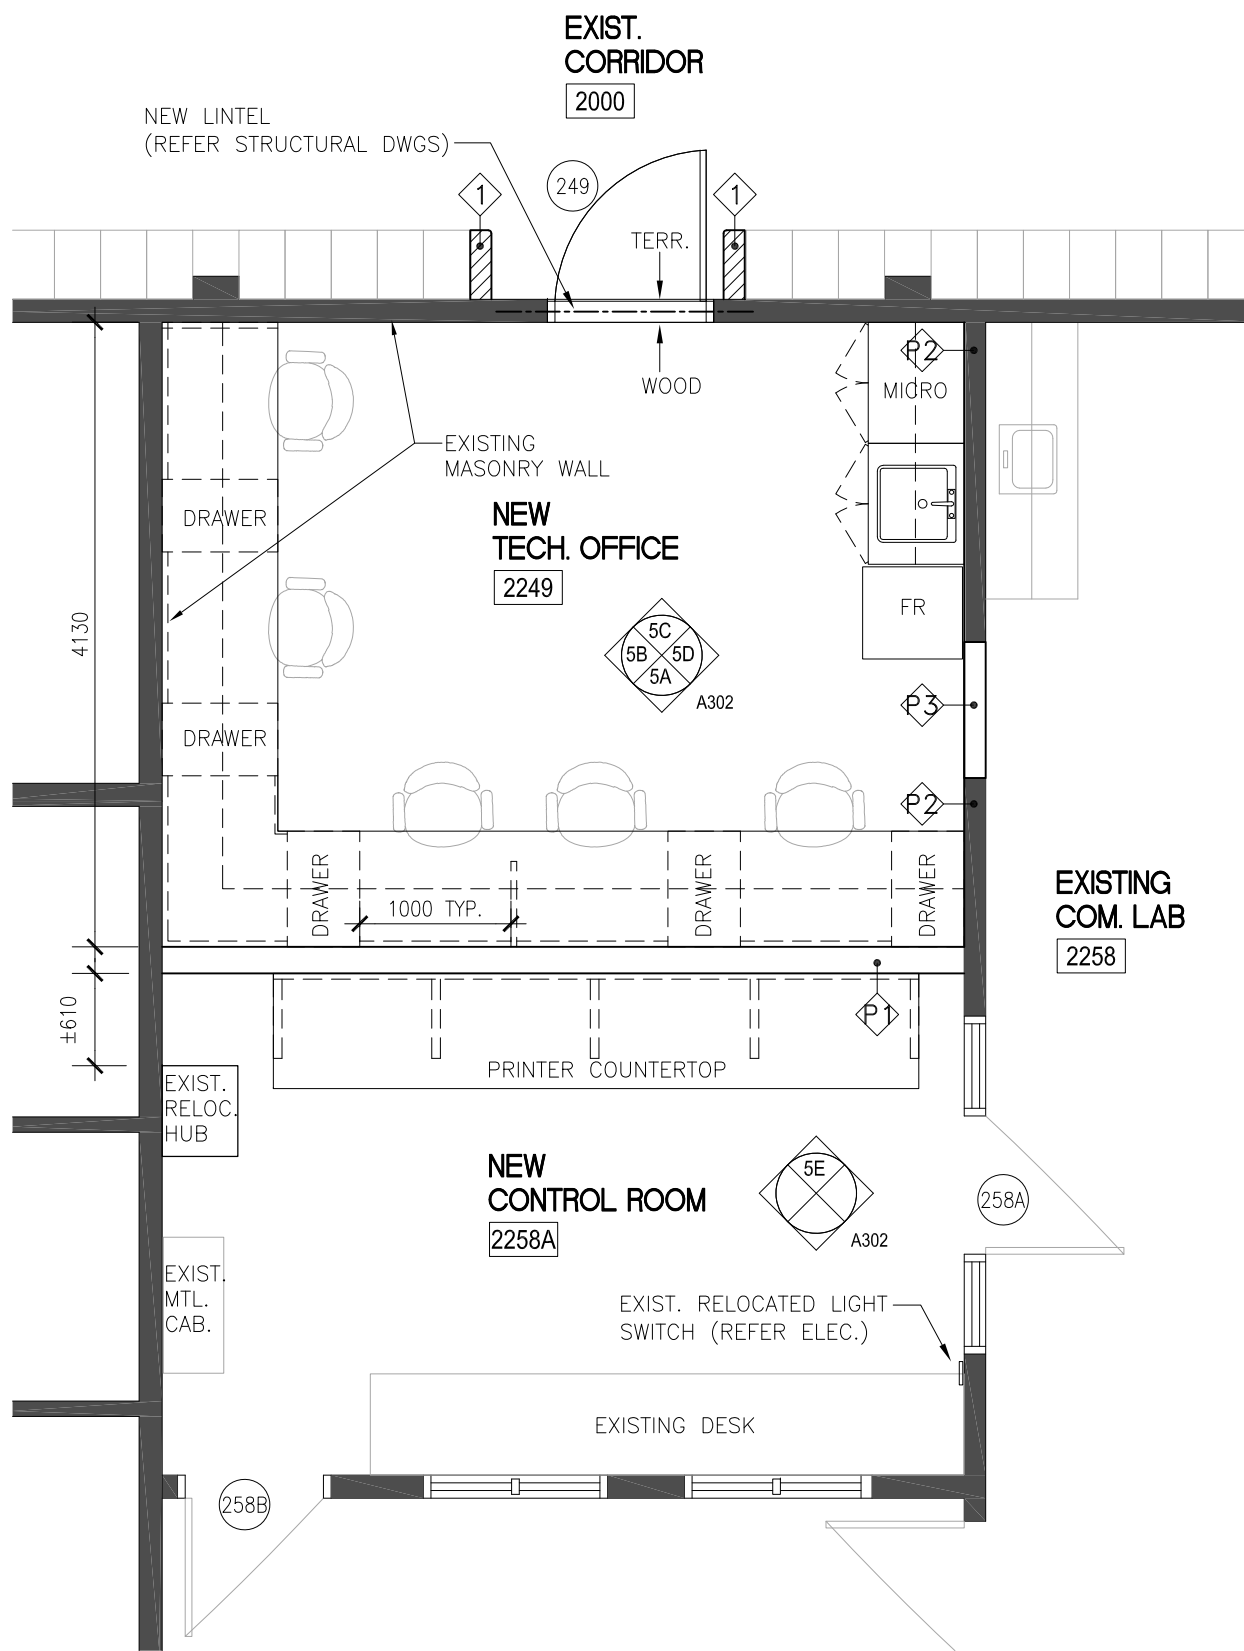 EXIST.
CORRIDOR
2000
NEW LINTEL
(REFER STRUCTURAL DWGS)
1
249
1
TERR.
WOOD
P2
MICRO
EXISTING
MASONRY WALL
DRAWER
NEW
TECH. OFFICE
2249
FR
4130
5C
5B
5D
5A
A302
P3
DRAWER
P2
DRAWER
1000 TYP.
DRAWER
DRAWER
EXISTING
COM. LAB
2258
±610
P1
PRINTER COUNTERTOP
EXIST.
RELOC.
HUB
NEW
CONTROL ROOM
2258A
5E
A302
258A
EXIST.
MTL.
CAB.
EXIST. RELOCATED LIGHT
SWITCH (REFER ELEC.)
EXISTING DESK
258B